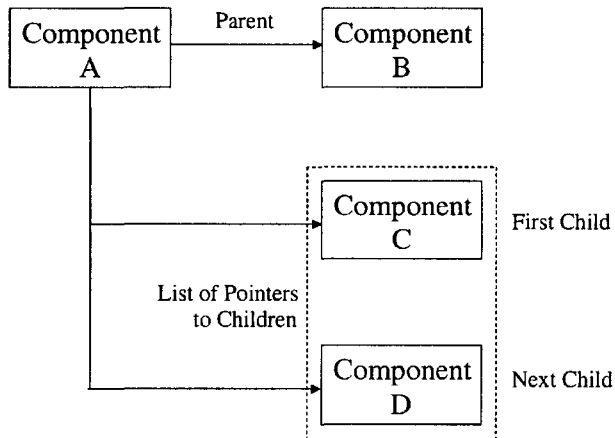 Component
A
Parent
Component
B
Component
C
First Child
List of Pointers
to Children
Component
D
Next Child